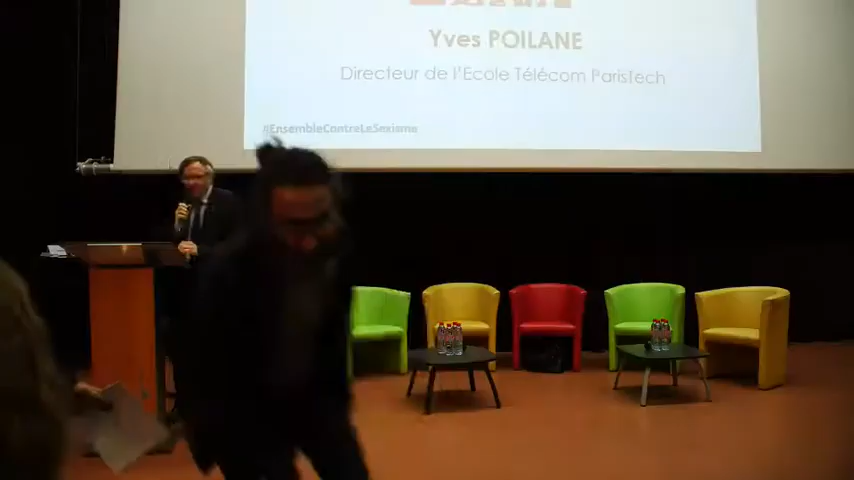 Yves POILANE
Directeur de l'Ecole Télécom ParisTech
#EnsembleContreLeSexisme